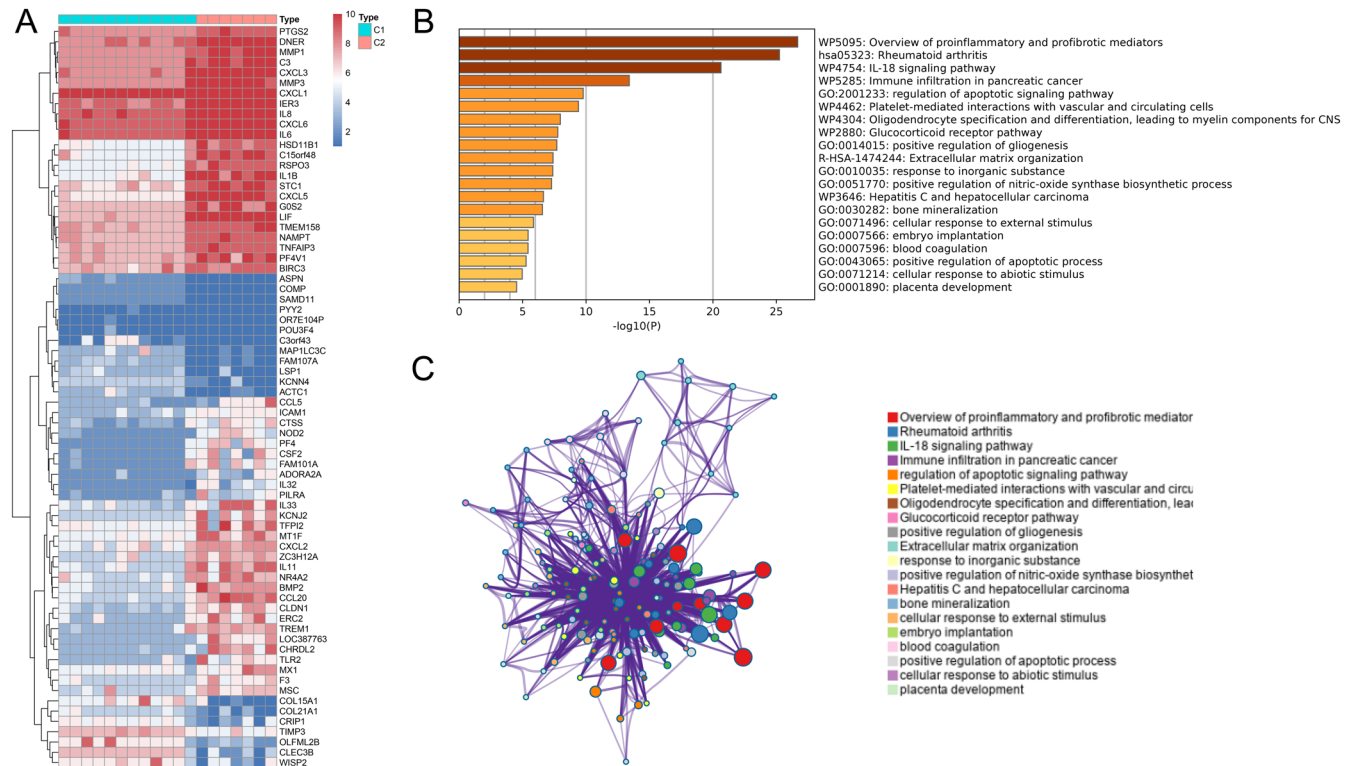 A
Type
PTGS2
DNER
MMP1
C3
CXCL3
MMP3
CXCL1
IER3
IL8
CXCL6
IL6
HSD11B1
C15orf48
RSPO3
IL1B
STC1
CXCL5
G0S2
LIF
TMEM158
NAMPT
TNFAIP3
PF4V1
BIRC3
ASPN
COMP
SAMD11
PYY2
OR7E104P
POU3F4
C3orf43
MAP1LC3C
FAM107A
LSP1
KCNN4
ACTC1
CCL5
ICAM1
CTSS
NOD2
PF4
CSF2
FAM101A
ADORA2A
IL32
PILRA
IL33
KCNJ2
TFPI2
MT1F
CXCL2
ZC3H12A
IL11
NR4A2
BMP2
CCL20
CLDN1
ERC2
TREM1
LOC387763
CHRDL2
TLR2
MX1
F3
MSC
COL15A1
COL21A1
CRIP1
TIMP3
OLFML2B
CLEC3B
WISP2
10
8
6
4
2
Type
C1
C2
B
WP5095: Overview of proinflammatory and profibrotic mediators
hsa05323: Rheumatoid arthritis
WP4754: IL-18 signaling pathway
WP5285: Immune infiltration in pancreatic cancer
GO:2001233: regulation of apoptotic signaling pathway
WP4462: Platelet-mediated interactions with vascular and circulating cells
WP4304: Oligodendrocyte specification and differentiation, leading to myelin components for CNS
WP2880: Glucocorticoid receptor pathway
GO:0014015: positive regulation of gliogenesis
R-HSA-1474244: Extracellular matrix organization
GO:0010035: response to inorganic substance
GO:0051770: positive regulation of nitric-oxide synthase biosynthetic process
WP3646: Hepatitis C and hepatocellular carcinoma
GO:0030282: bone mineralization
GO:0071496: cellular response to external stimulus
GO:0007566: embryo implantation
GO:0007596: blood coagulation
GO:0043065: positive regulation of apoptotic process
GO:0071214: cellular response to abiotic stimulus
GO:0001890: placenta development
0 5 10 15 20 25
-log10(P)
C
Overview of proinflammatory and profibrotic mediator
Rheumatoid arthritis
IL-18 signaling pathway
Immune infiltration in pancreatic cancer
regulation of apoptotic signaling pathway
Platelet-mediated interactions with vascular and circu
Oligodendrocyte specification and differentiation, lea
Glucocorticoid receptor pathway
positive regulation of gliogenesis
Extracellular matrix organization
response to inorganic substance
positive regulation of nitric-oxide synthase biosynthet
Hepatitis C and hepatocellular carcinoma
bone mineralization
cellular response to external stimulus
embryo implantation
blood coagulation
positive regulation of apoptotic process
cellular response to abiotic stimulus
placenta development